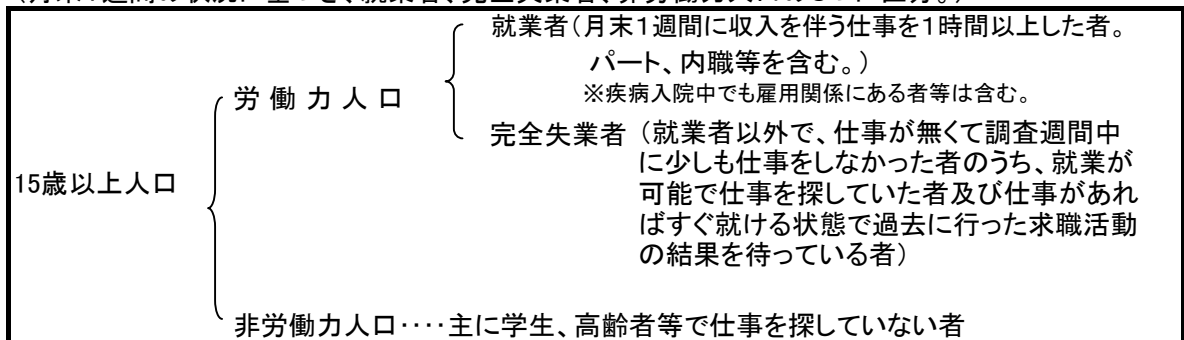 就業者(月末1週間に収入を伴う仕事を1時間以上した者。
パート、内職等を含む。)
※疾病入院中でも雇用関係にある者等は含む。
労働力人口
完全失業者 (就業者以外で、仕事が無くて調査週間中
に少しも仕事をしなかった者のうち、就業が
可能で仕事を探していた者及び仕事があれ
ばすぐ就ける状態で過去に行った求職活動
の結果を待っている者)
15歳以上人口
非労働力人口‥‥主に学生、高齢者等で仕事を探していない者